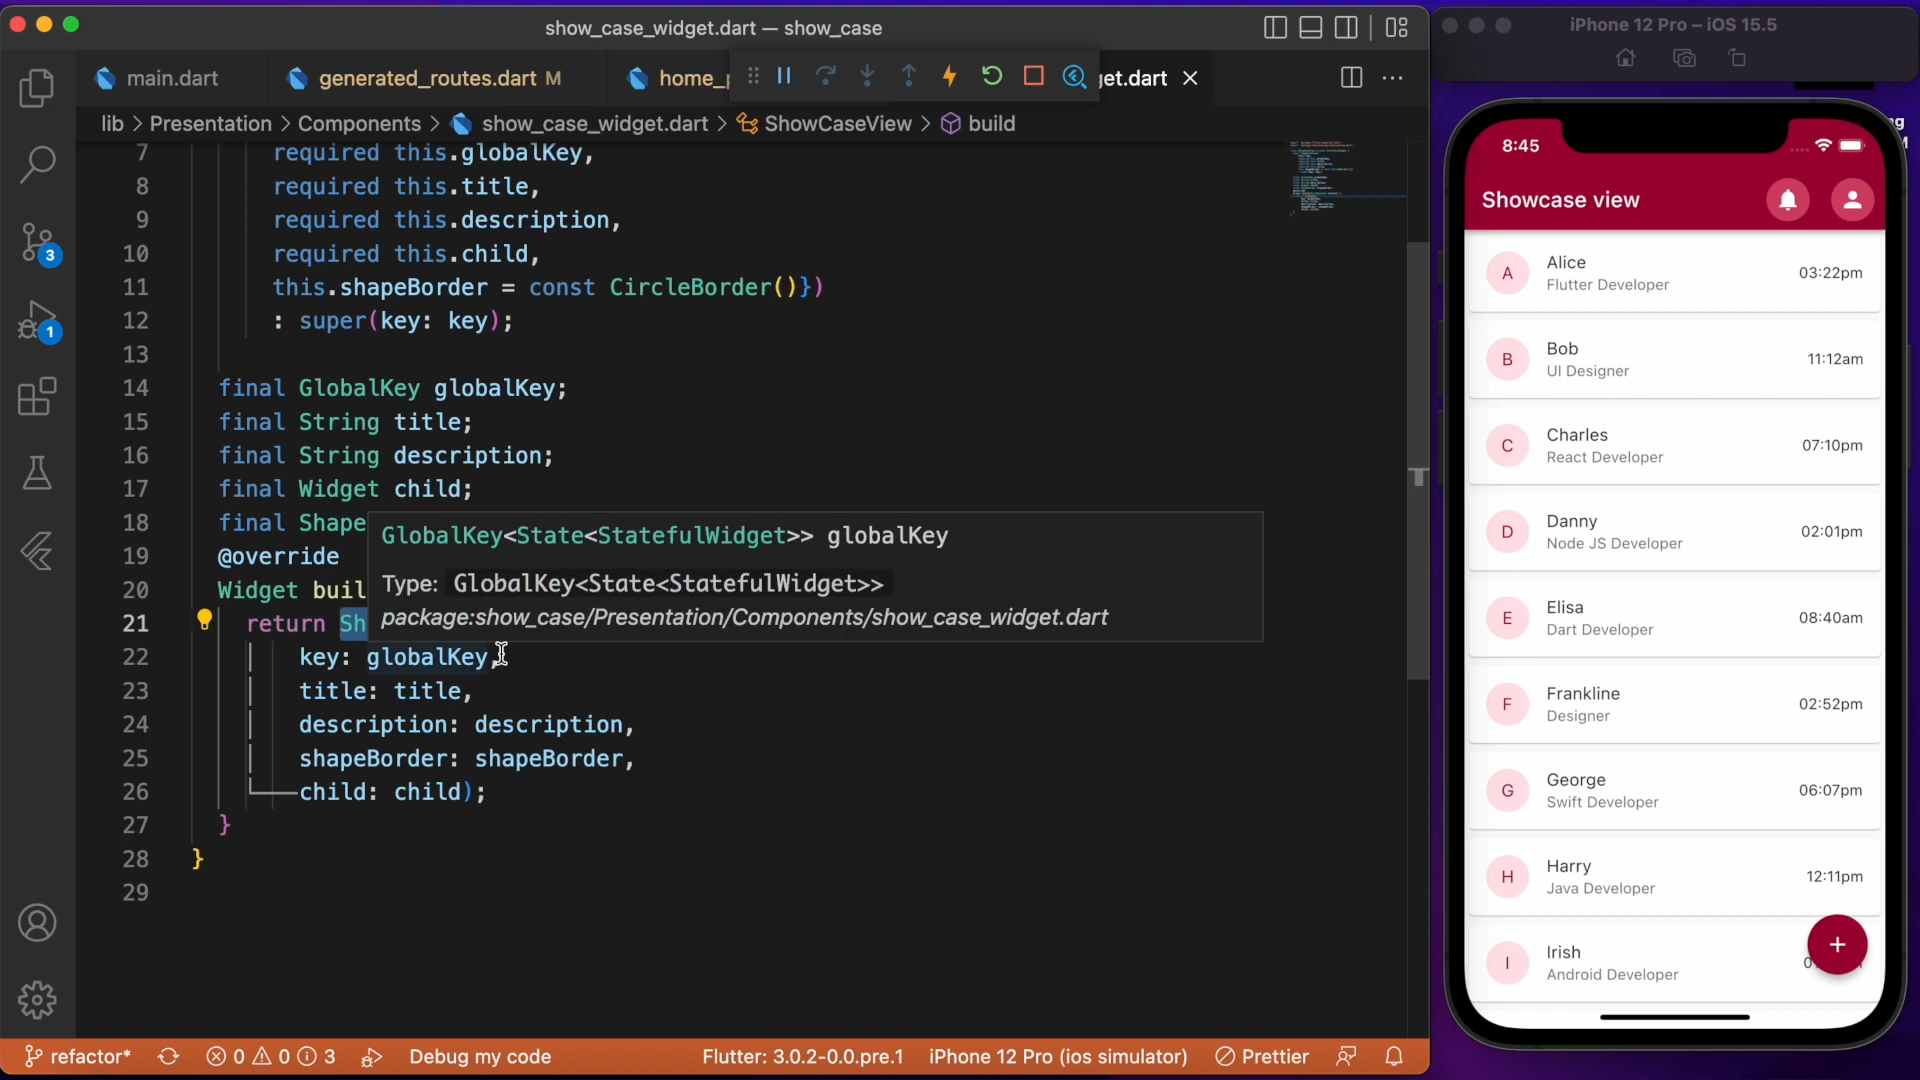 show_case_widget.dart — show_case
main.dart
generated_routes.dart M
home_p
get.dart
lib > Presentation > Components > show_case_widget.dart > ShowCaseView > build
7 required this.globalKey,
8 required this.title,
9 required this.description,
10 required this.child,
11 this.shapeBorder = const CircleBorder()})
12 : super(key: key);
13
14 final GlobalKey globalKey;
15 final String title;
16 final String description;
17 final Widget child;
18 final Shape
19 @override
20 Widget buil
21 return Sh
GlobalKey<State<StatefulWidget>> globalKey
Type: GlobalKey<State<StatefulWidget>>
package:show_case/Presentation/Components/show_case_widget.dart
22 key: globalKey,
23 title: title,
24 description: description,
25 shapeBorder: shapeBorder,
26 child: child);
27 }
28 }
29
3
1
refactor* 0 0 3 Debug my code Flutter: 3.0.2-0.0.pre.1 iPhone 12 Pro (ios simulator) Prettier
iPhone 12 Pro – iOS 15.5
8:45
Showcase view
A Alice 03:22pm
Flutter Developer
B Bob 11:12am
UI Designer
C Charles 07:10pm
React Developer
D Danny 02:01pm
Node JS Developer
E Elisa 08:40am
Dart Developer
F Frankline 02:52pm
Designer
G George 06:07pm
Swift Developer
H Harry 12:11pm
Java Developer
I Irish
Android Developer
+